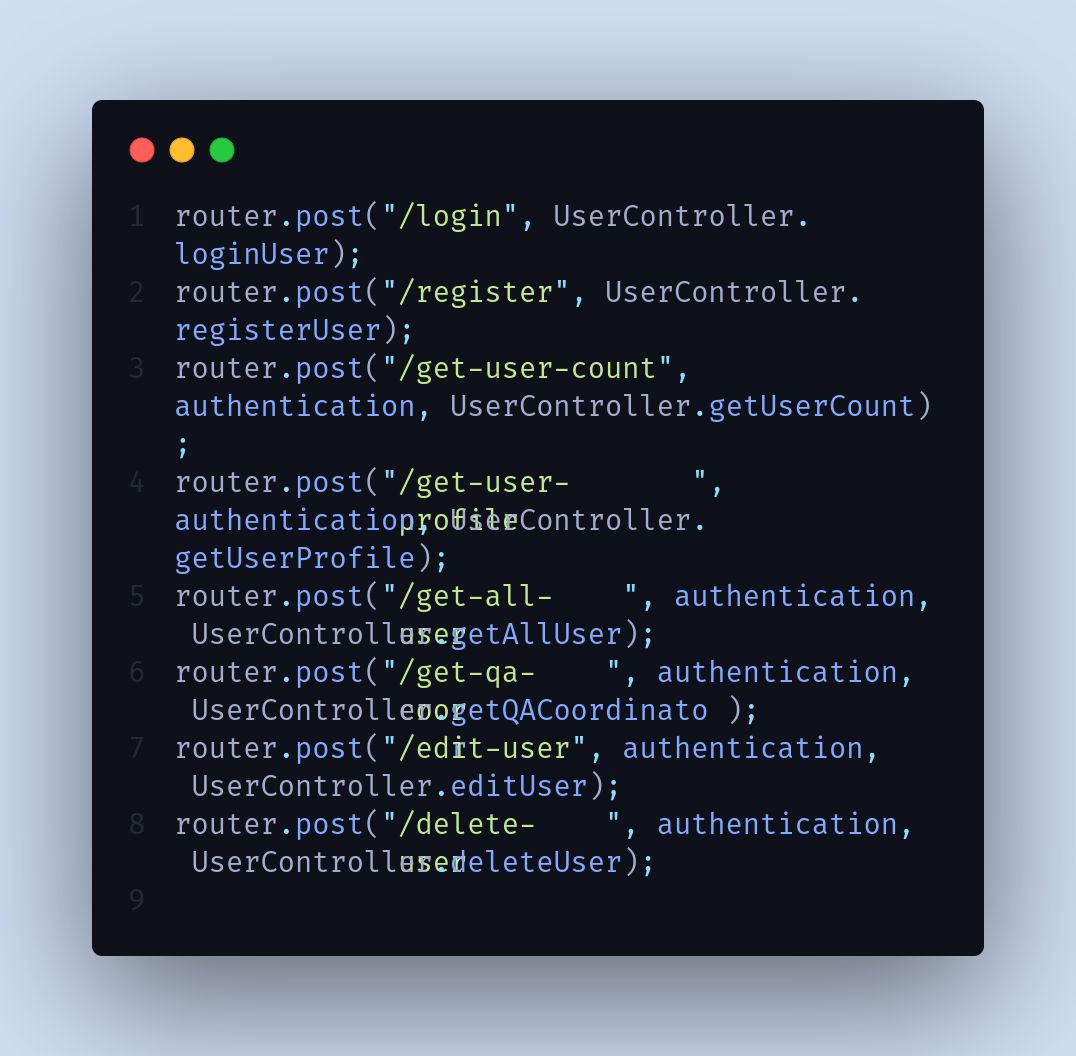 1 router.post("/login", UserController.
loginUser);
2 router.post("/register", UserController.
registerUser);
3 router.post("/get-user-count",
authentication, UserController.getUserCount)
;
4 router.post("/get-user-profile",
authentication, UserController.
getUserProfile);
5 router.post("/get-all-user", authentication,
UserController.getAllUser);
6 router.post("/get-qa-coor", authentication,
UserController.getQACoordinator);
7 router.post("/edit-user", authentication,
UserController.editUser);
8 router.post("/delete-user", authentication,
UserController.deleteUser);
9